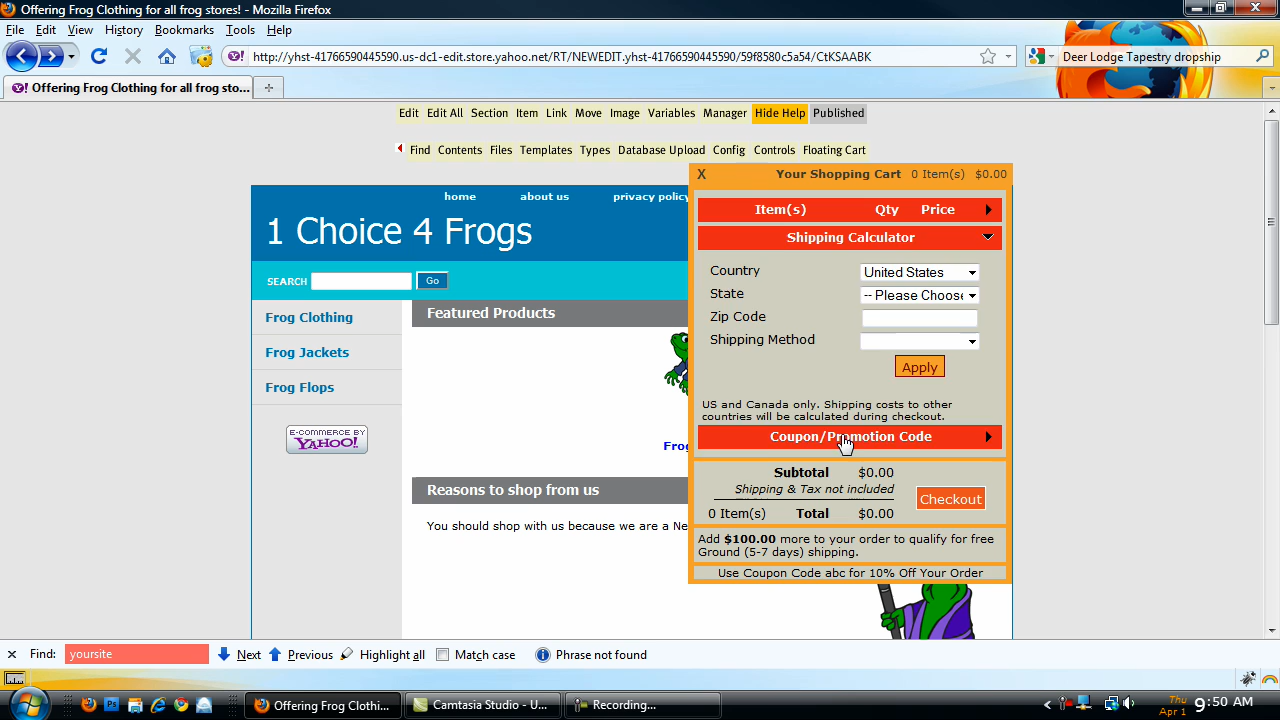 Offering Frog Clothing for all frog stores! - Mozilla Firefox
File Edit View History Bookmarks Tools Help
http://yhst-41766590445590.us-dc1-edit.store.yahoo.net/RT/NEWEDIT.yhst-41766590445590/59f8580c5a54/CtKSAABK
Deer Lodge Tapestry dropship
Offering Frog Clothing for all frog sto...
Edit Edit All Section Item Link Move Image Variables Manager Hide Help Published
Find Contents Files Templates Types Database Upload Config Controls Floating Cart
X Your Shopping Cart 0 Item(s) $0.00
home about us privacy policy
Item(s) Qty Price
1 Choice 4 Frogs
Shipping Calculator
SEARCH Go
Country United States
State -- Please Choose
Zip Code
Shipping Method
Apply
US and Canada only. Shipping costs to other
countries will be calculated during checkout.
Coupon/Promotion Code
Subtotal $0.00
Shipping & Tax not included
Checkout
0 Item(s) Total $0.00
Add $100.00 more to your order to qualify for free
Ground (5-7 days) shipping.
Use Coupon Code abc for 10% Off Your Order
Frog Clothing
Frog Jackets
Frog Flops
E-COMMERCE BY
YAHOO!
Featured Products
Frog
Reasons to shop from us
You should shop with us because we are a Ne
Find: yoursite Next Previous Highlight all Match case Phrase not found
Offering Frog Clothi... Camtasia Studio - U... Recording...
Thu
Apr 1
9:50 AM